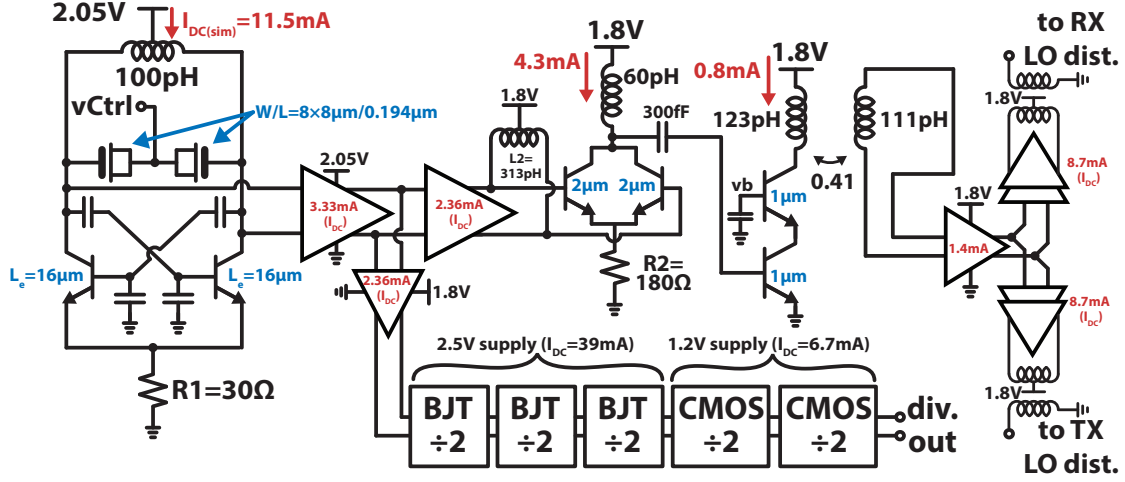 2.05V
I_DC(sim)=11.5mA
100pH
vCtrl
W/L=8×8μm/0.194μm
L_e=16μm
L_e=16μm
R1=30Ω
2.05V
3.33mA
(I_DC)
2.36mA
(I_DC)
2.36mA
(I_DC)
1.8V
1.8V
L2=
313pH
4.3mA
1.8V
60pH
300fF
2μm
2μm
R2=
180Ω
0.8mA
1.8V
123pH
vb
1μm
1μm
0.41
111pH
1.8V
1.4mA
to RX
LO dist.
1.8V
8.7mA
(I_DC)
8.7mA
(I_DC)
1.8V
to TX
LO dist.
2.5V supply (I_DC=39mA)
1.2V supply (I_DC=6.7mA)
BJT
÷2
BJT
÷2
BJT
÷2
CMOS
÷2
CMOS
÷2
div.
out